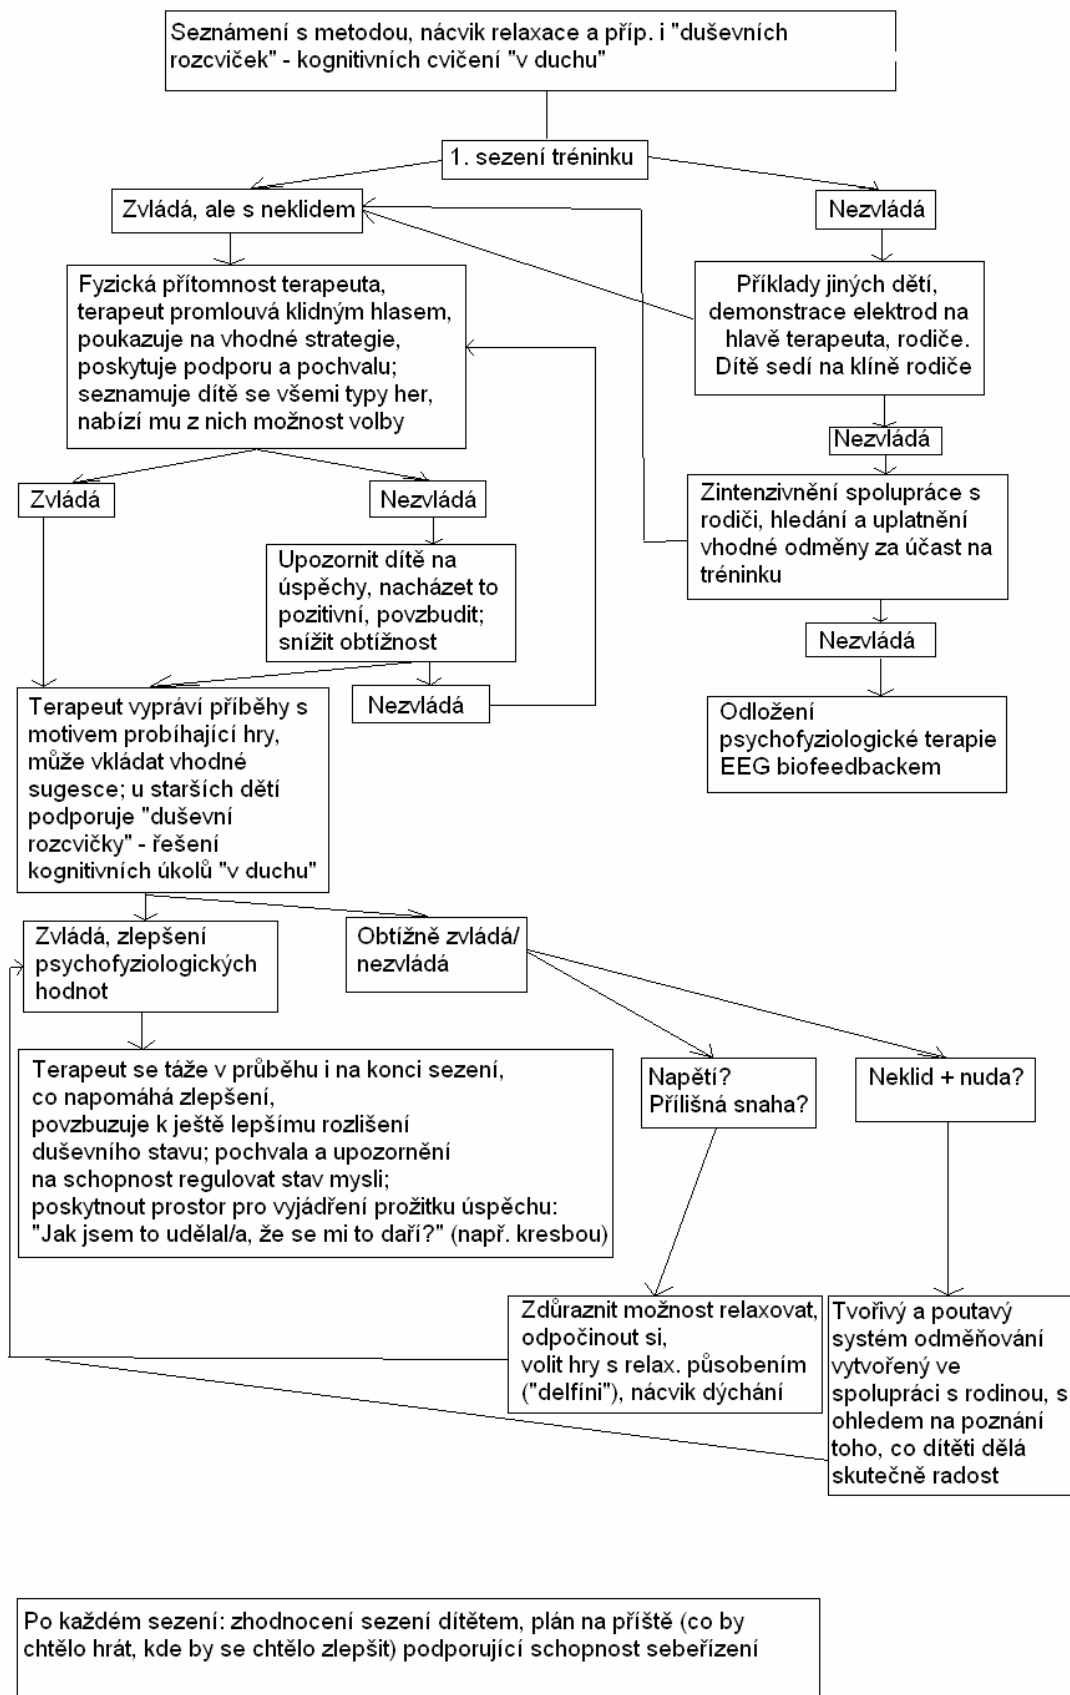 Seznámení s metodou, nácvik relaxace a příp. i "duševních
rozcviček" - kognitivních cvičení "v duchu"
1. sezení tréninku
Zvládá, ale s neklidem
Nezvládá
Fyzická přítomnost terapeuta,
terapeut promlouvá klidným hlasem,
poukazuje na vhodné strategie,
poskytuje podporu a pochvalu;
seznamuje dítě se všemi typy her,
nabízí mu z nich možnost volby
Příklady jiných dětí,
demonstrace elektrod na
hlavě terapeuta, rodiče.
Dítě sedí na klíně rodiče
Nezvládá
Zvládá
Nezvládá
Zintenzivnění spolupráce s
rodiči, hledání a uplatnění
vhodné odměny za účast na
tréninku
Upozornit dítě na
úspěchy, nacházet to
pozitivní, povzbudit;
snížit obtížnost
Nezvládá
Nezvládá
Odložení
psychofyziologické terapie
EEG biofeedbackem
Terapeut vypráví příběhy s
motivem probíhající hry,
může vkládat vhodné
sugesce; u starších dětí
podporuje "duševní
rozcvičky" - řešení
kognitivních úkolů "v duchu"
Zvládá, zlepšení
psychofyziologických
hodnot
Obtížně zvládá/
nezvládá
Terapeut se táže v průběhu i na konci sezení,
co napomáhá zlepšení,
povzbuzuje k ještě lepšímu rozlišení
duševního stavu; pochvala a upozornění
na schopnost regulovat stav mysli;
poskytnout prostor pro vyjádření prožitku úspěchu:
"Jak jsem to udělal/a, že se mi to daří?" (např. kresbou)
Napětí?
Přílišná snaha?
Neklid + nuda?
Zdůraznit možnost relaxovat,
odpočinout si,
volit hry s relax. působením
("delfíni"), nácvik dýchání
Tvořivý a poutavý
systém odměňování
vytvořený ve
spolupráci s rodinou, s
ohledem na poznání
toho, co dítěti dělá
skutečně radost
Po každém sezení: zhodnocení sezení dítětem, plán na příště (co by
chtělo hrát, kde by se chtělo zlepšit) podporující schopnost sebeřízení